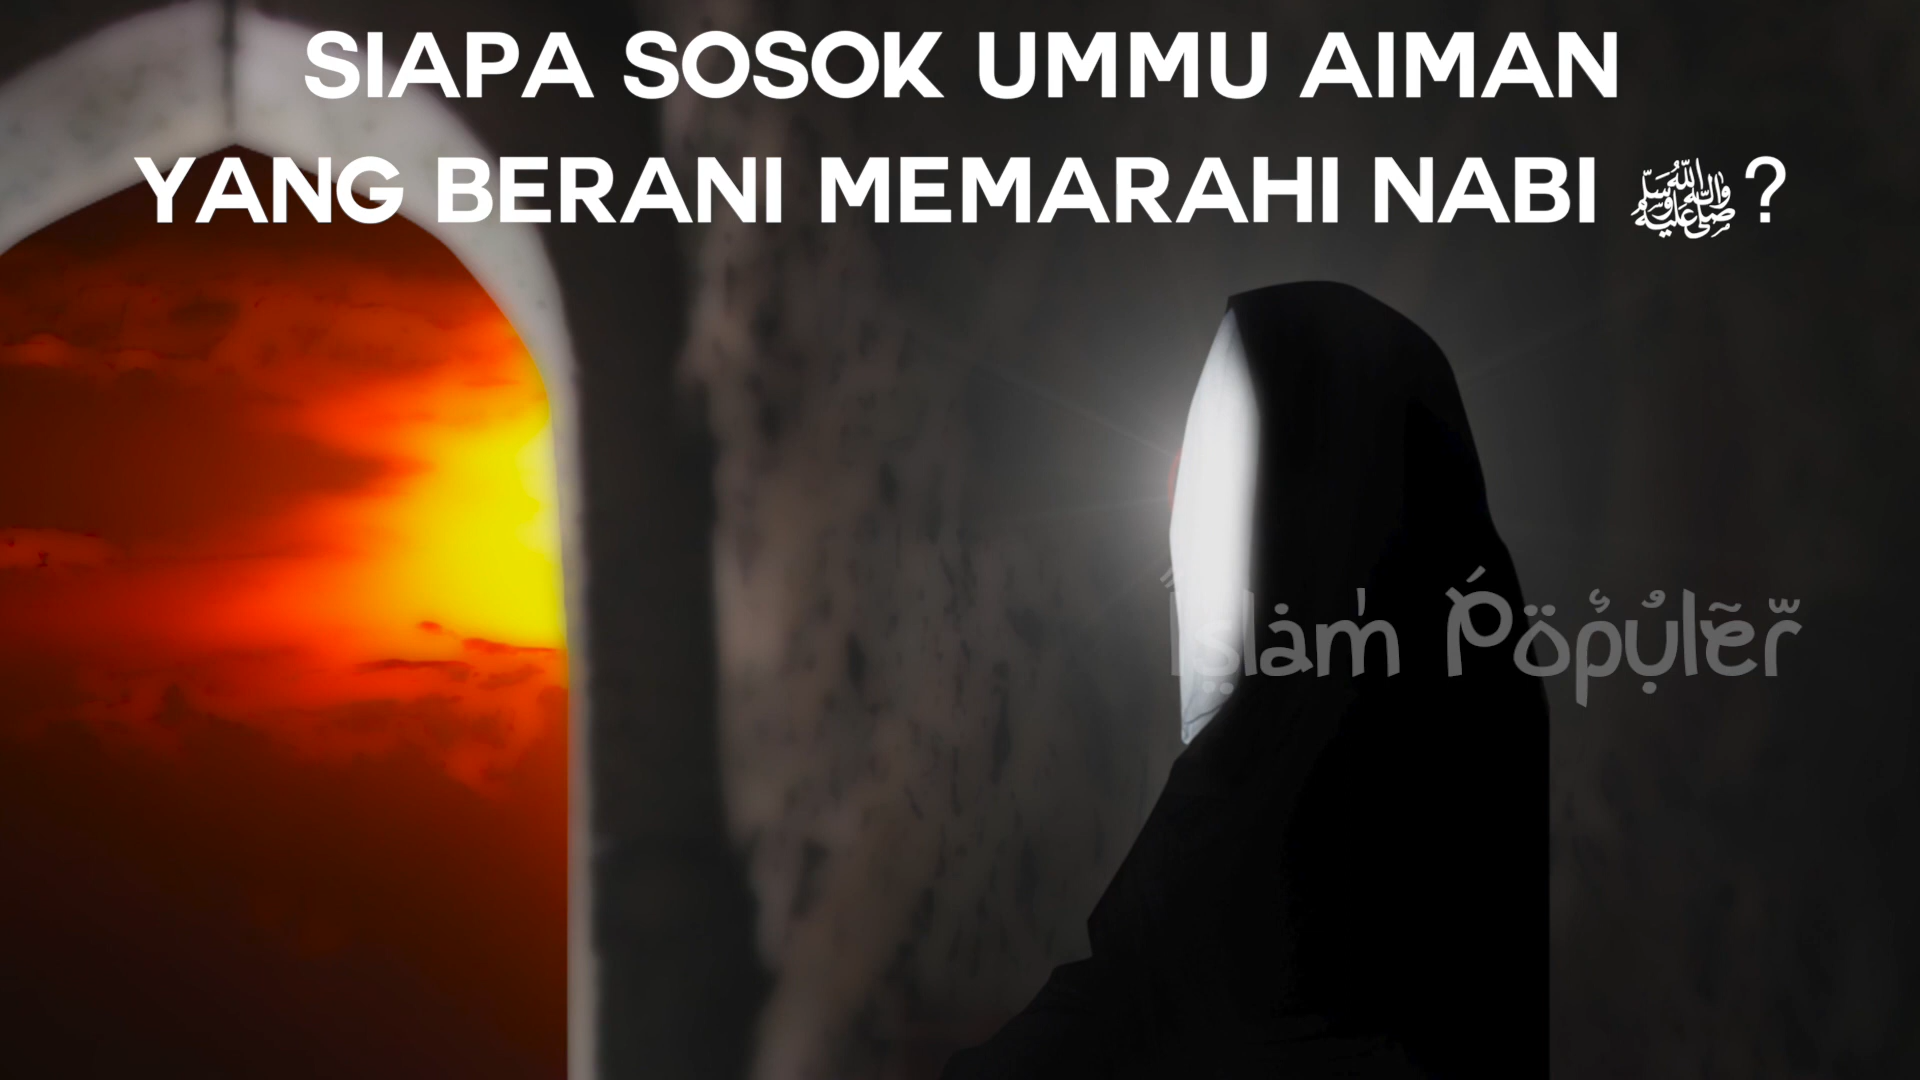 SIAPA SOSOK UMMU AIMAN
YANG BERANI MEMARAHI NABI ﷺ?
Islam Populer